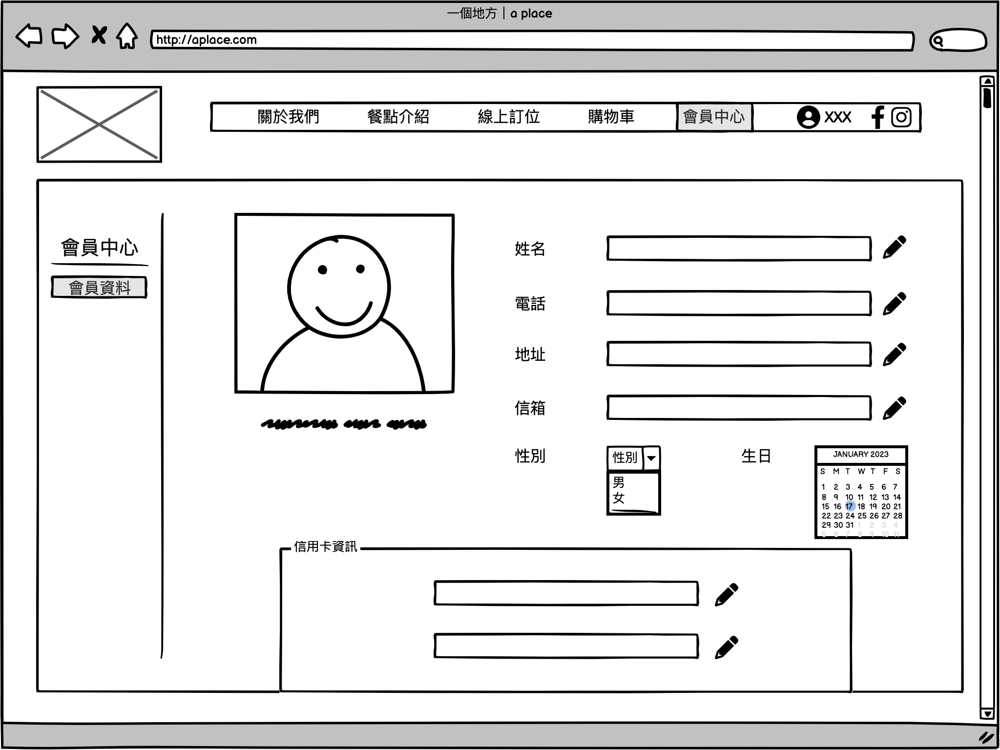 一個地方｜a place
http://aplace.com
關於我們 餐點介紹 線上訂位 購物車 會員中心 XXX
會員中心
會員資料
姓名
電話
地址
信箱
性別 性別 生日
男
女
JANUARY 2023
S M T W T F S
1 2 3 4 5 6 7
8 9 10 11 12 13 14
15 16 17 18 19 20 21
22 23 24 25 26 27 28
29 30 31 1 2 3 4
5 6 7 8 9 10 11
信用卡資訊